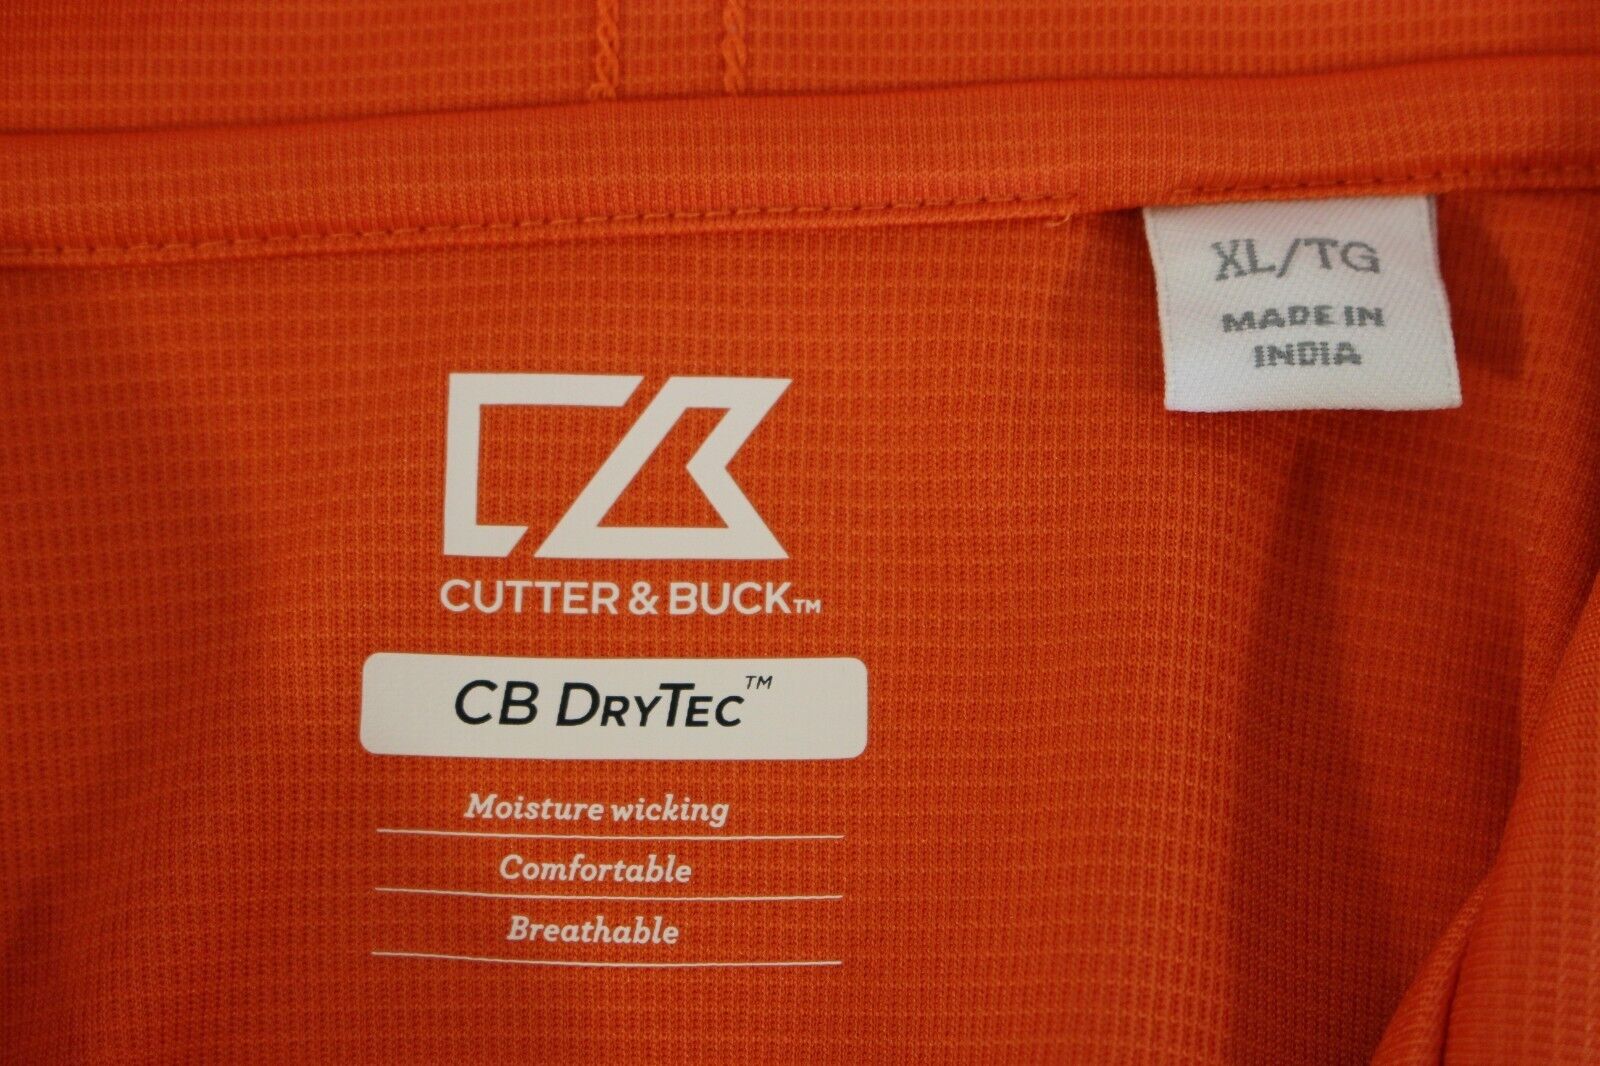 XL/TG
MADE IN
INDIA
CUTTER & BUCK™
CB DRYTEC™
Moisture wicking
Comfortable
Breathable